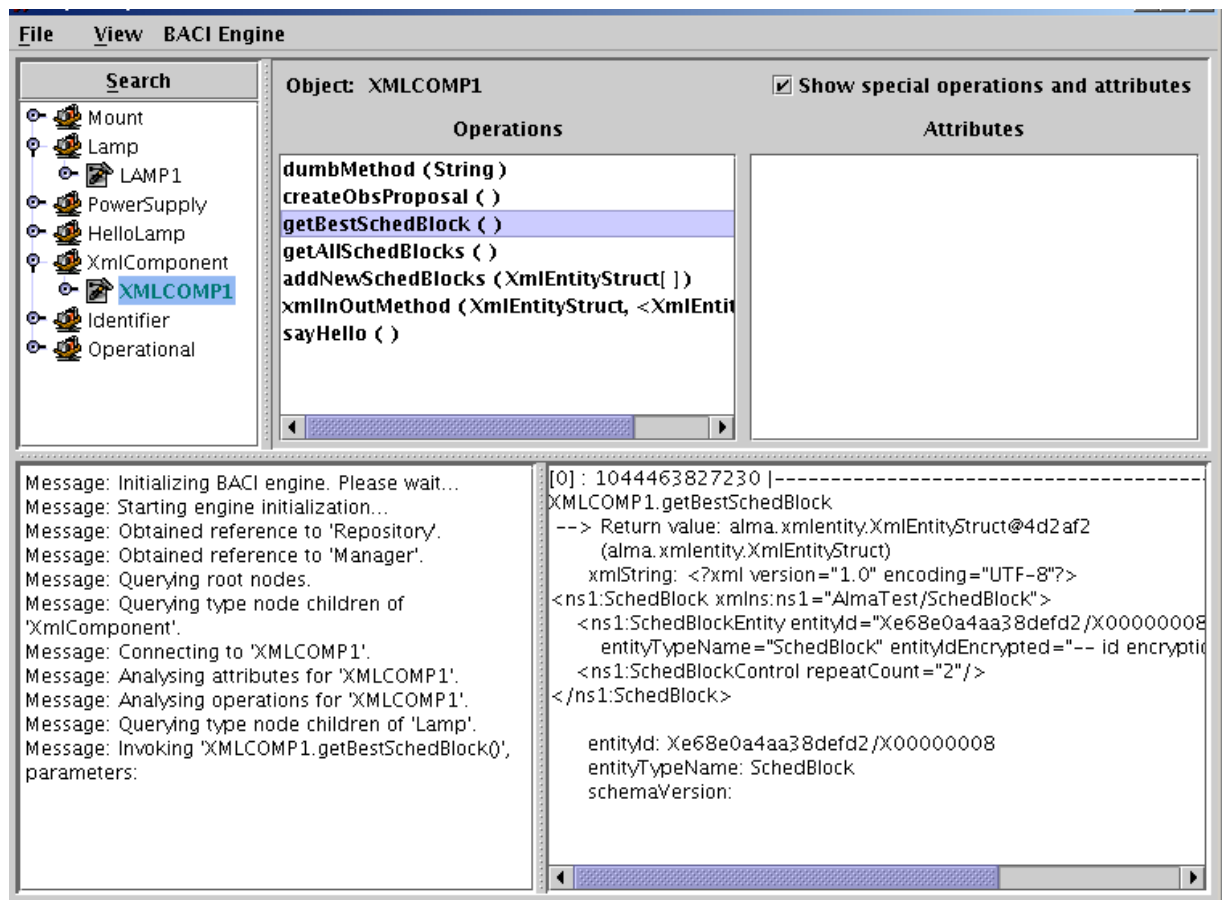 File View BACI Engine
Search
Mount
Lamp
LAMP1
PowerSupply
HelloLamp
XmlComponent
XMLCOMP1
Identifier
Operational
Object: XMLCOMP1
Show special operations and attributes
Operations
dumbMethod (String)
createObsProposal ( )
getBestSchedBlock ( )
getAllSchedBlocks ( )
addNewSchedBlocks (XmlEntityStruct[ ])
xmlInOutMethod (XmlEntityStruct, <XmlEntit
sayHello ( )
Attributes
Message: Initializing BACI engine. Please wait...
Message: Starting engine initialization...
Message: Obtained reference to 'Repository'.
Message: Obtained reference to 'Manager'.
Message: Querying root nodes.
Message: Querying type node children of
'XmlComponent'.
Message: Connecting to 'XMLCOMP1'.
Message: Analysing attributes for 'XMLCOMP1'.
Message: Analysing operations for 'XMLCOMP1'.
Message: Querying type node children of 'Lamp'.
Message: Invoking 'XMLCOMP1.getBestSchedBlock()',
parameters:
[0] : 1044463827230 |---------------------------------------
XMLCOMP1.getBestSchedBlock
--> Return value: alma.xmlentity.XmlEntityStruct@4d2af2
(alma.xmlentity.XmlEntityStruct)
xmlString: <?xml version="1.0" encoding="UTF-8"?>
<ns1:SchedBlock xmlns:ns1="AlmaTest/SchedBlock">
<ns1:SchedBlockEntity entityId="Xe68e0a4aa38defd2/X00000008
entityTypeName="SchedBlock" entityIdEncrypted="-- id encryptio
<ns1:SchedBlockControl repeatCount="2"/>
</ns1:SchedBlock>
entityId: Xe68e0a4aa38defd2/X00000008
entityTypeName: SchedBlock
schemaVersion: